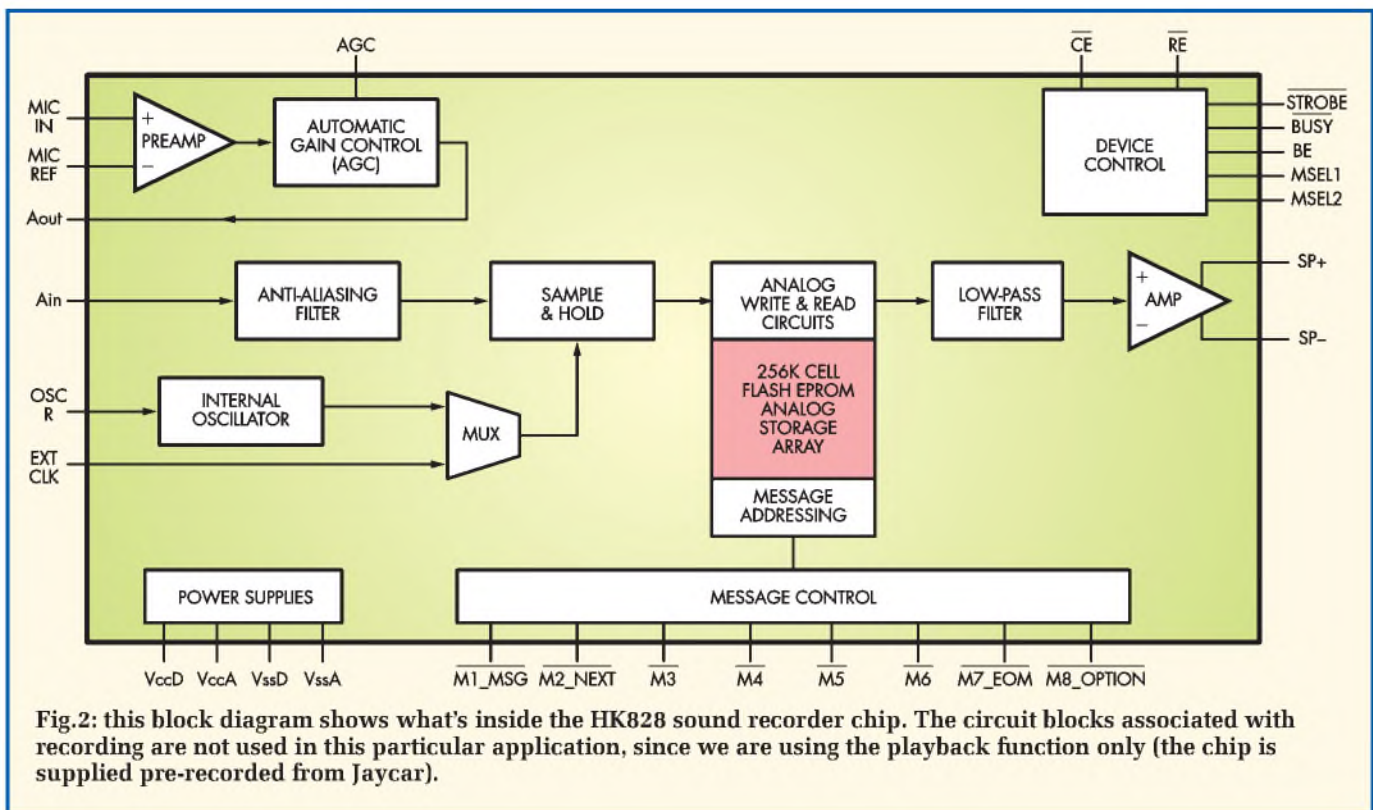 AGC
CE
RE
MIC
IN
+
PREAMP
−
MIC
REF
AUTOMATIC
GAIN CONTROL
(AGC)
Aout
DEVICE
CONTROL
STROBE
BUSY
BE
MSEL1
MSEL2
Ain
ANTI-ALIASING
FILTER
SAMPLE
& HOLD
ANALOG
WRITE & READ
CIRCUITS
LOW-PASS
FILTER
+
AMP
−
SP+
SP–
256K CELL
FLASH EPROM
ANALOG
STORAGE
ARRAY
OSC
R
INTERNAL
OSCILLATOR
MUX
EXT
CLK
MESSAGE
ADDRESSING
POWER SUPPLIES
MESSAGE CONTROL
VccD VccA VssD VssA
M1_MSG M2_NEXT M3 M4 M5 M6 M7_EOM M8_OPTION
Fig.2: this block diagram shows what's inside the HK828 sound recorder chip. The circuit blocks associated with
recording are not used in this particular application, since we are using the playback function only (the chip is
supplied pre-recorded from Jaycar).